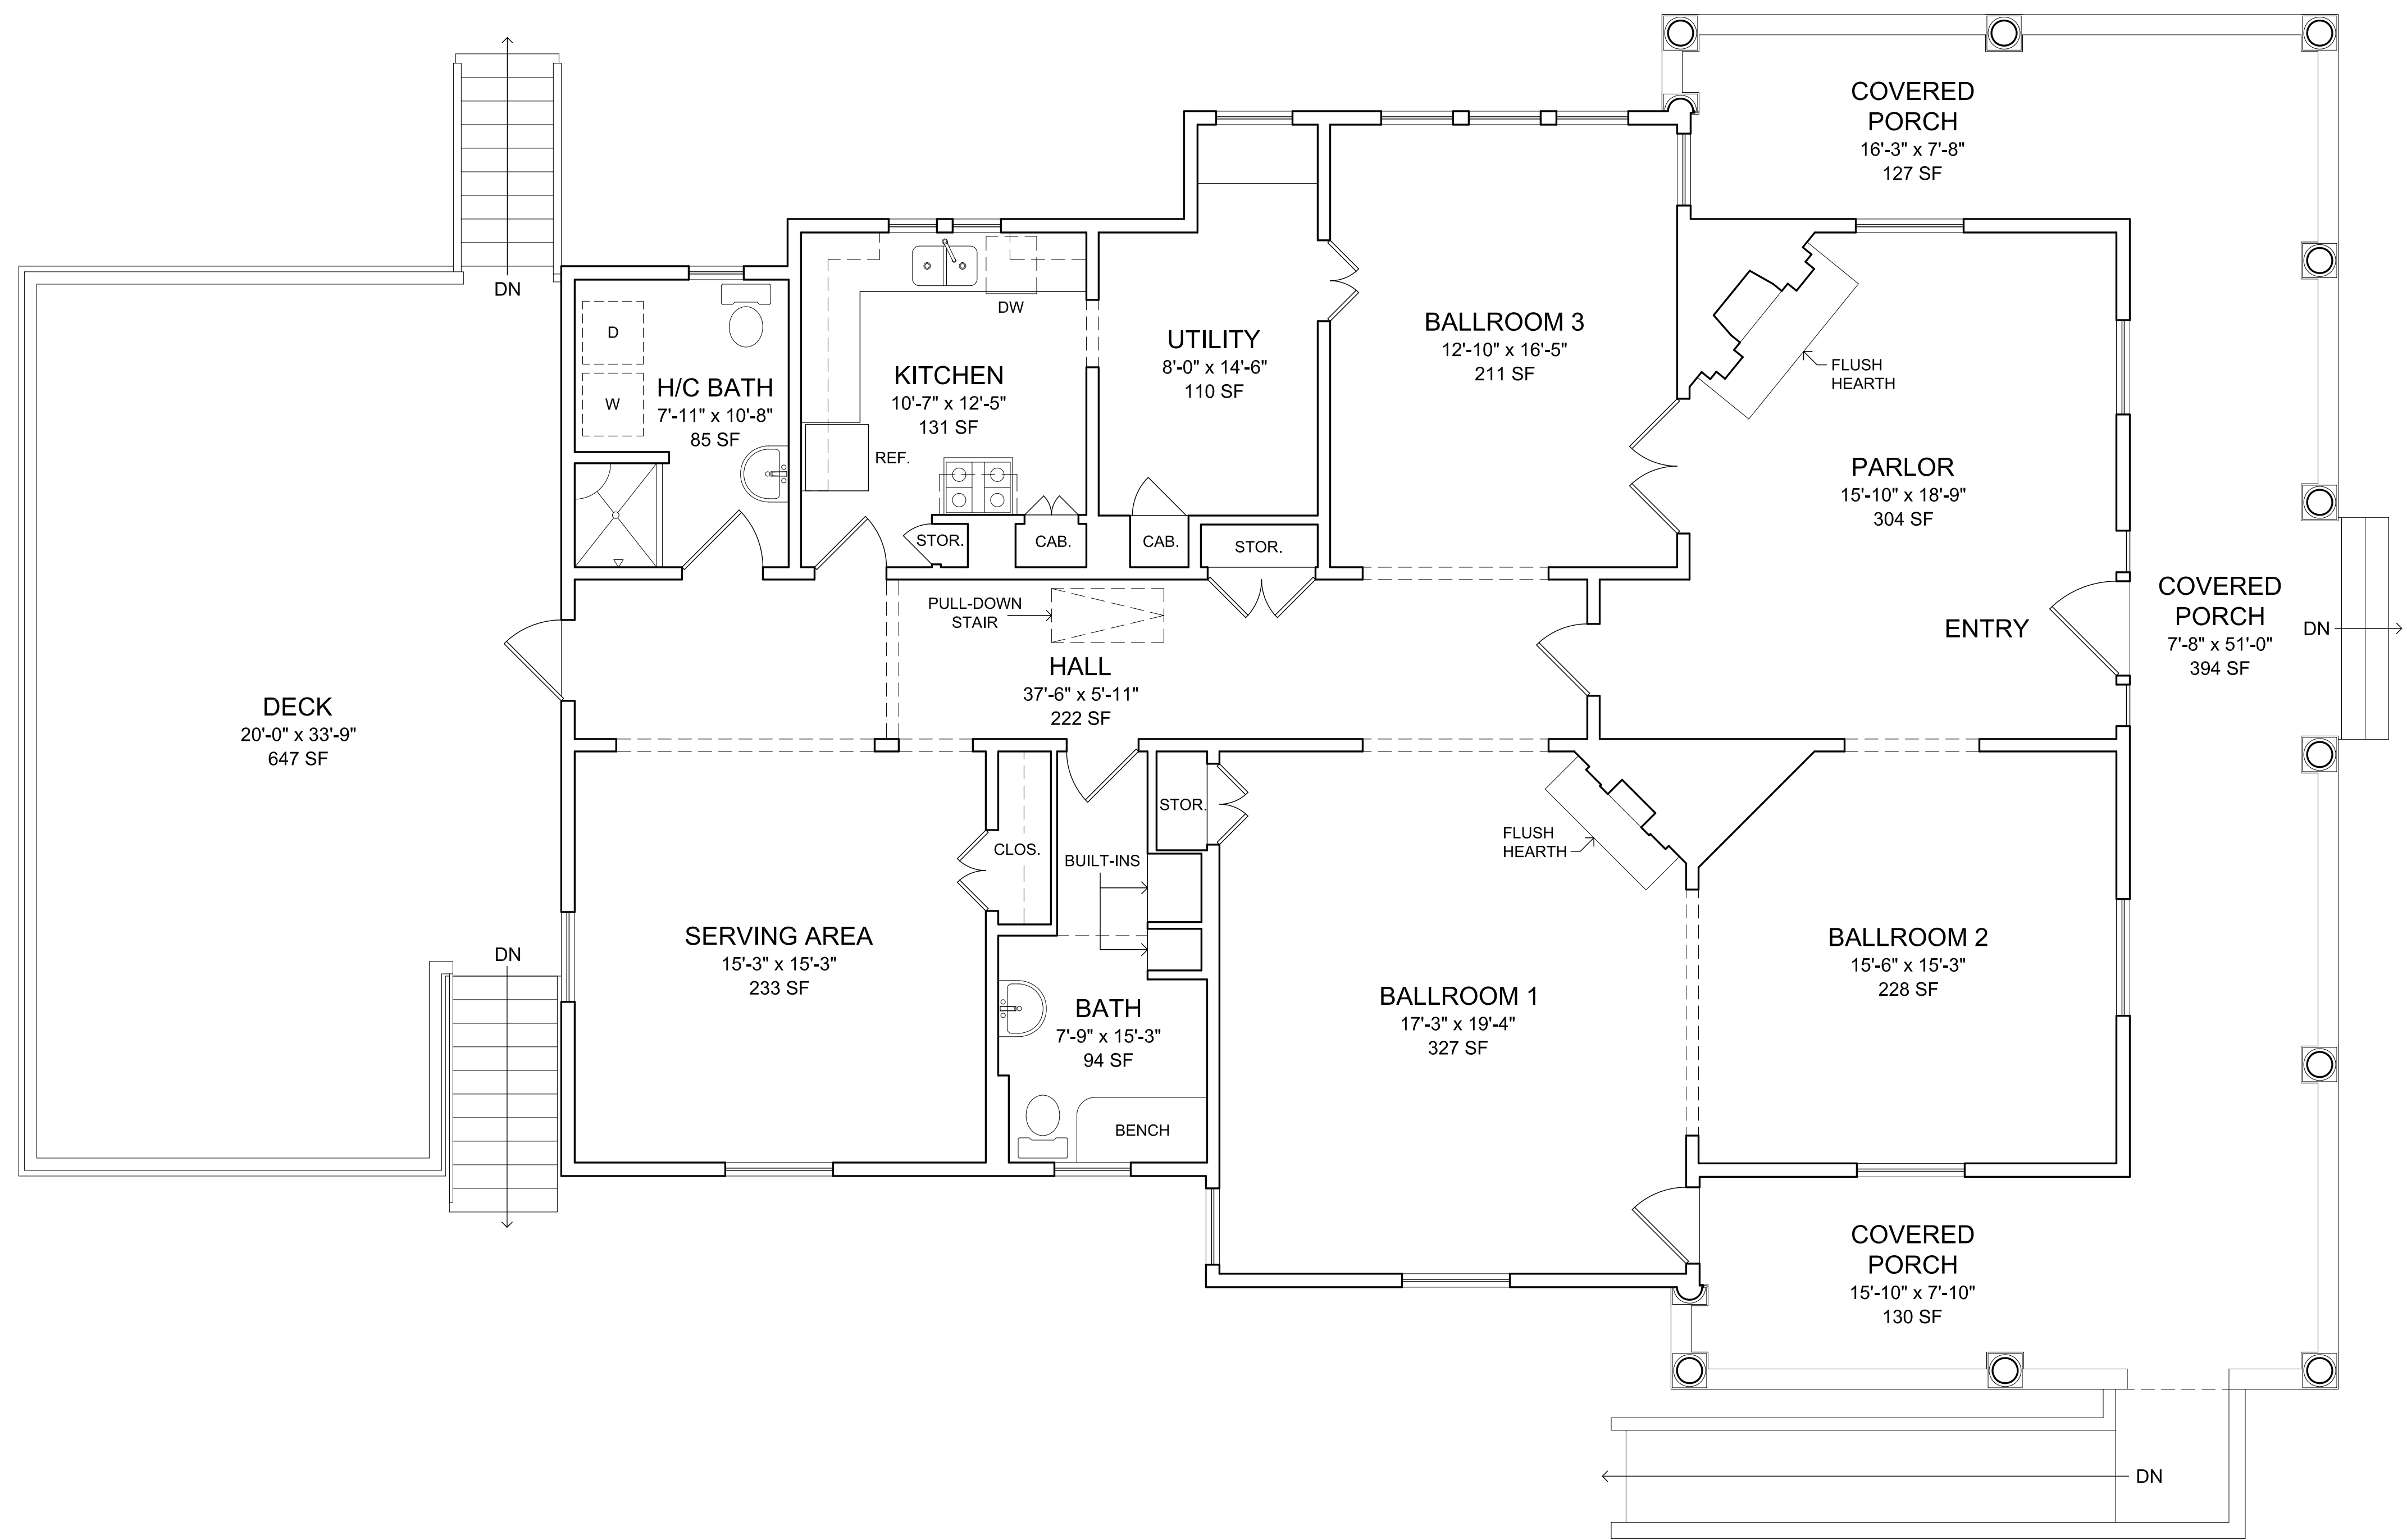 COVERED
PORCH
16'-3" x 7'-8"
127 SF
DN
DW
D
W
H/C BATH
7'-11" x 10'-8"
85 SF
KITCHEN
10'-7" x 12'-5"
131 SF
REF.
UTILITY
8'-0" x 14'-6"
110 SF
BALLROOM 3
12'-10" x 16'-5"
211 SF
FLUSH
HEARTH
PARLOR
15'-10" x 18'-9"
304 SF
STOR.
CAB.
CAB.
STOR.
PULL-DOWN
STAIR
HALL
37'-6" x 5'-11"
222 SF
ENTRY
COVERED
PORCH
7'-8" x 51'-0"
394 SF
DN
DECK
20'-0" x 33'-9"
647 SF
STOR.
CLOS.
BUILT-INS
FLUSH
HEARTH
DN
SERVING AREA
15'-3" x 15'-3"
233 SF
BATH
7'-9" x 15'-3"
94 SF
BENCH
BALLROOM 1
17'-3" x 19'-4"
327 SF
BALLROOM 2
15'-6" x 15'-3"
228 SF
COVERED
PORCH
15'-10" x 7'-10"
130 SF
DN